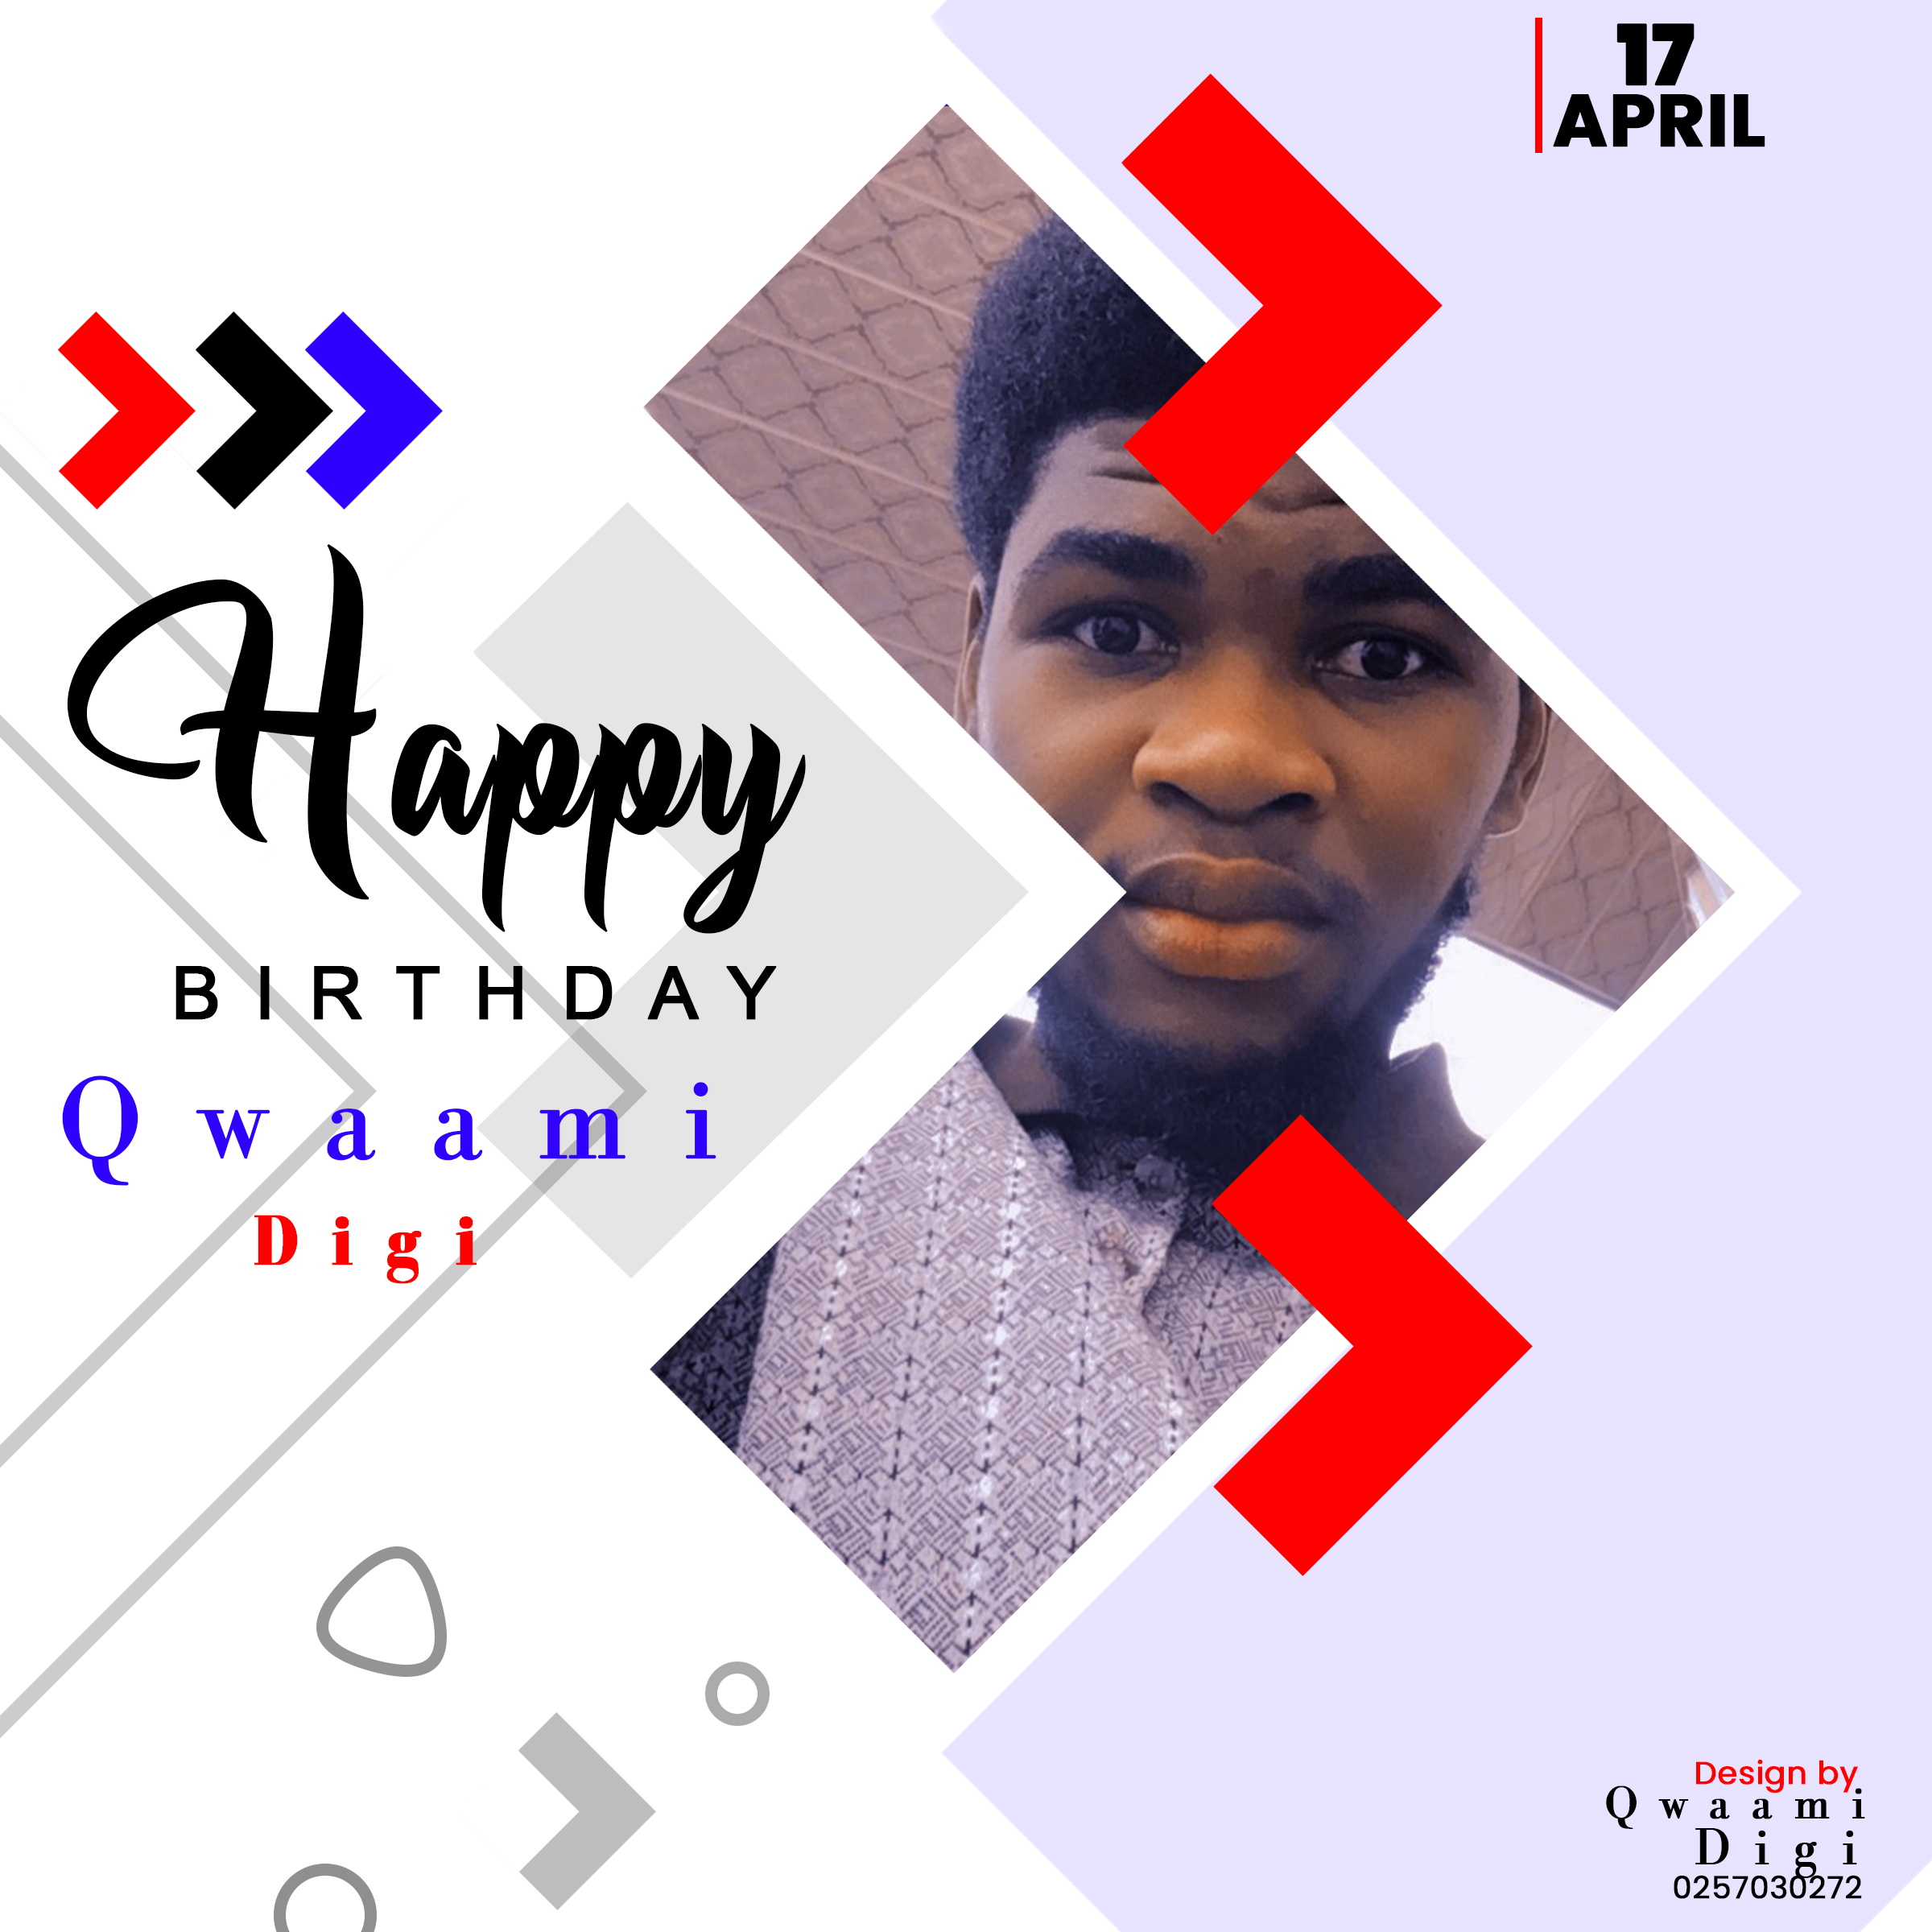 17
APRIL
Happy
BIRTHDAY
Qwaami
Digi
Design by
Qwaami
Digi
0257030272